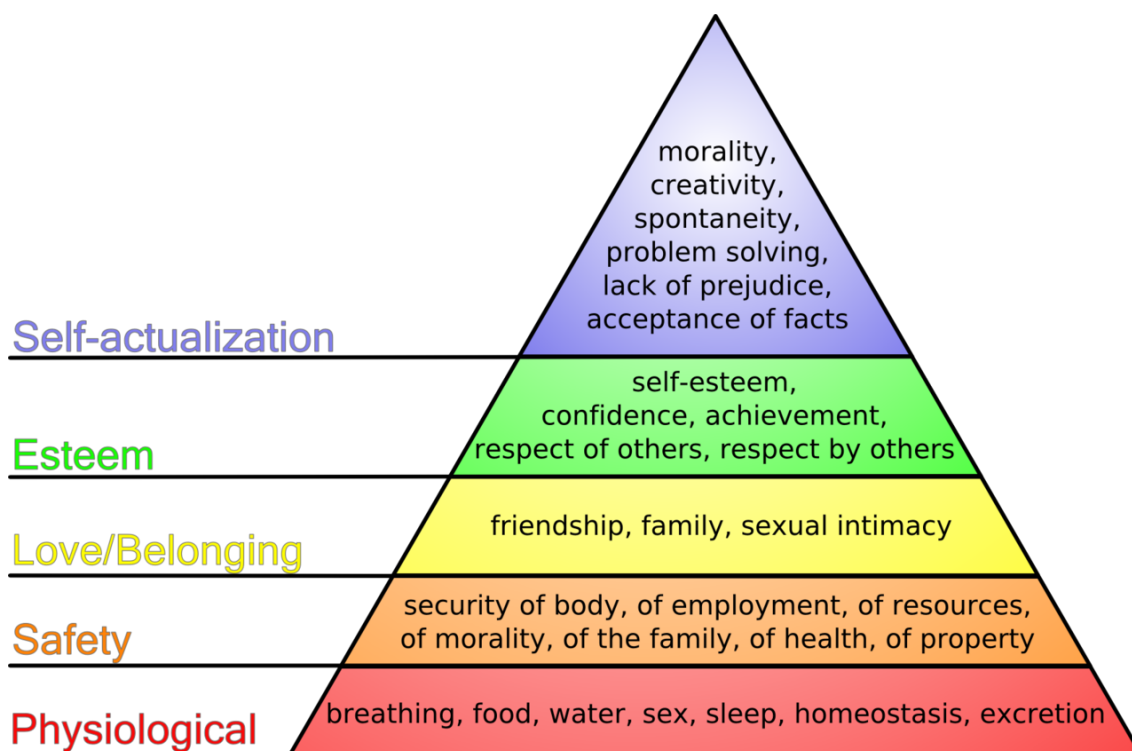 morality,
creativity,
spontaneity,
problem solving,
lack of prejudice,
acceptance of facts
Self-actualization
self-esteem,
confidence, achievement,
respect of others, respect by others
Esteem
friendship, family, sexual intimacy
Love/Belonging
security of body, of employment, of resources,
of morality, of the family, of health, of property
Safety
breathing, food, water, sex, sleep, homeostasis, excretion
Physiological